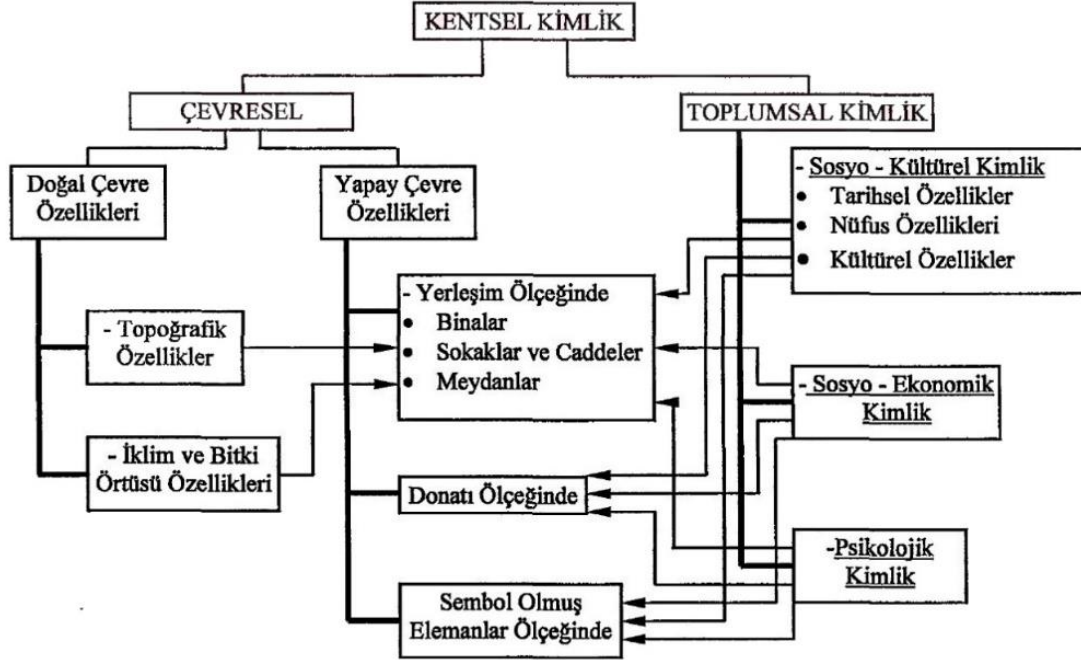 KENTSEL KİMLİK
ÇEVRESEL
TOPLUMSAL KİMLİK
Doğal Çevre
Özellikleri
Yapay Çevre
Özellikleri
- Sosyo - Kültürel Kimlik
• Tarihsel Özellikler
• Nüfus Özellikleri
• Kültürel Özellikler
- Yerleşim Ölçeğinde
• Binalar
• Sokaklar ve Caddeler
• Meydanlar
- Topoğrafik
Özellikler
- Sosyo - Ekonomik
Kimlik
- İklim ve Bitki
Örtüsü Özellikleri
Donatı Ölçeğinde
-Psikolojik
Kimlik
Sembol Olmuş
Elemanlar Ölçeğinde